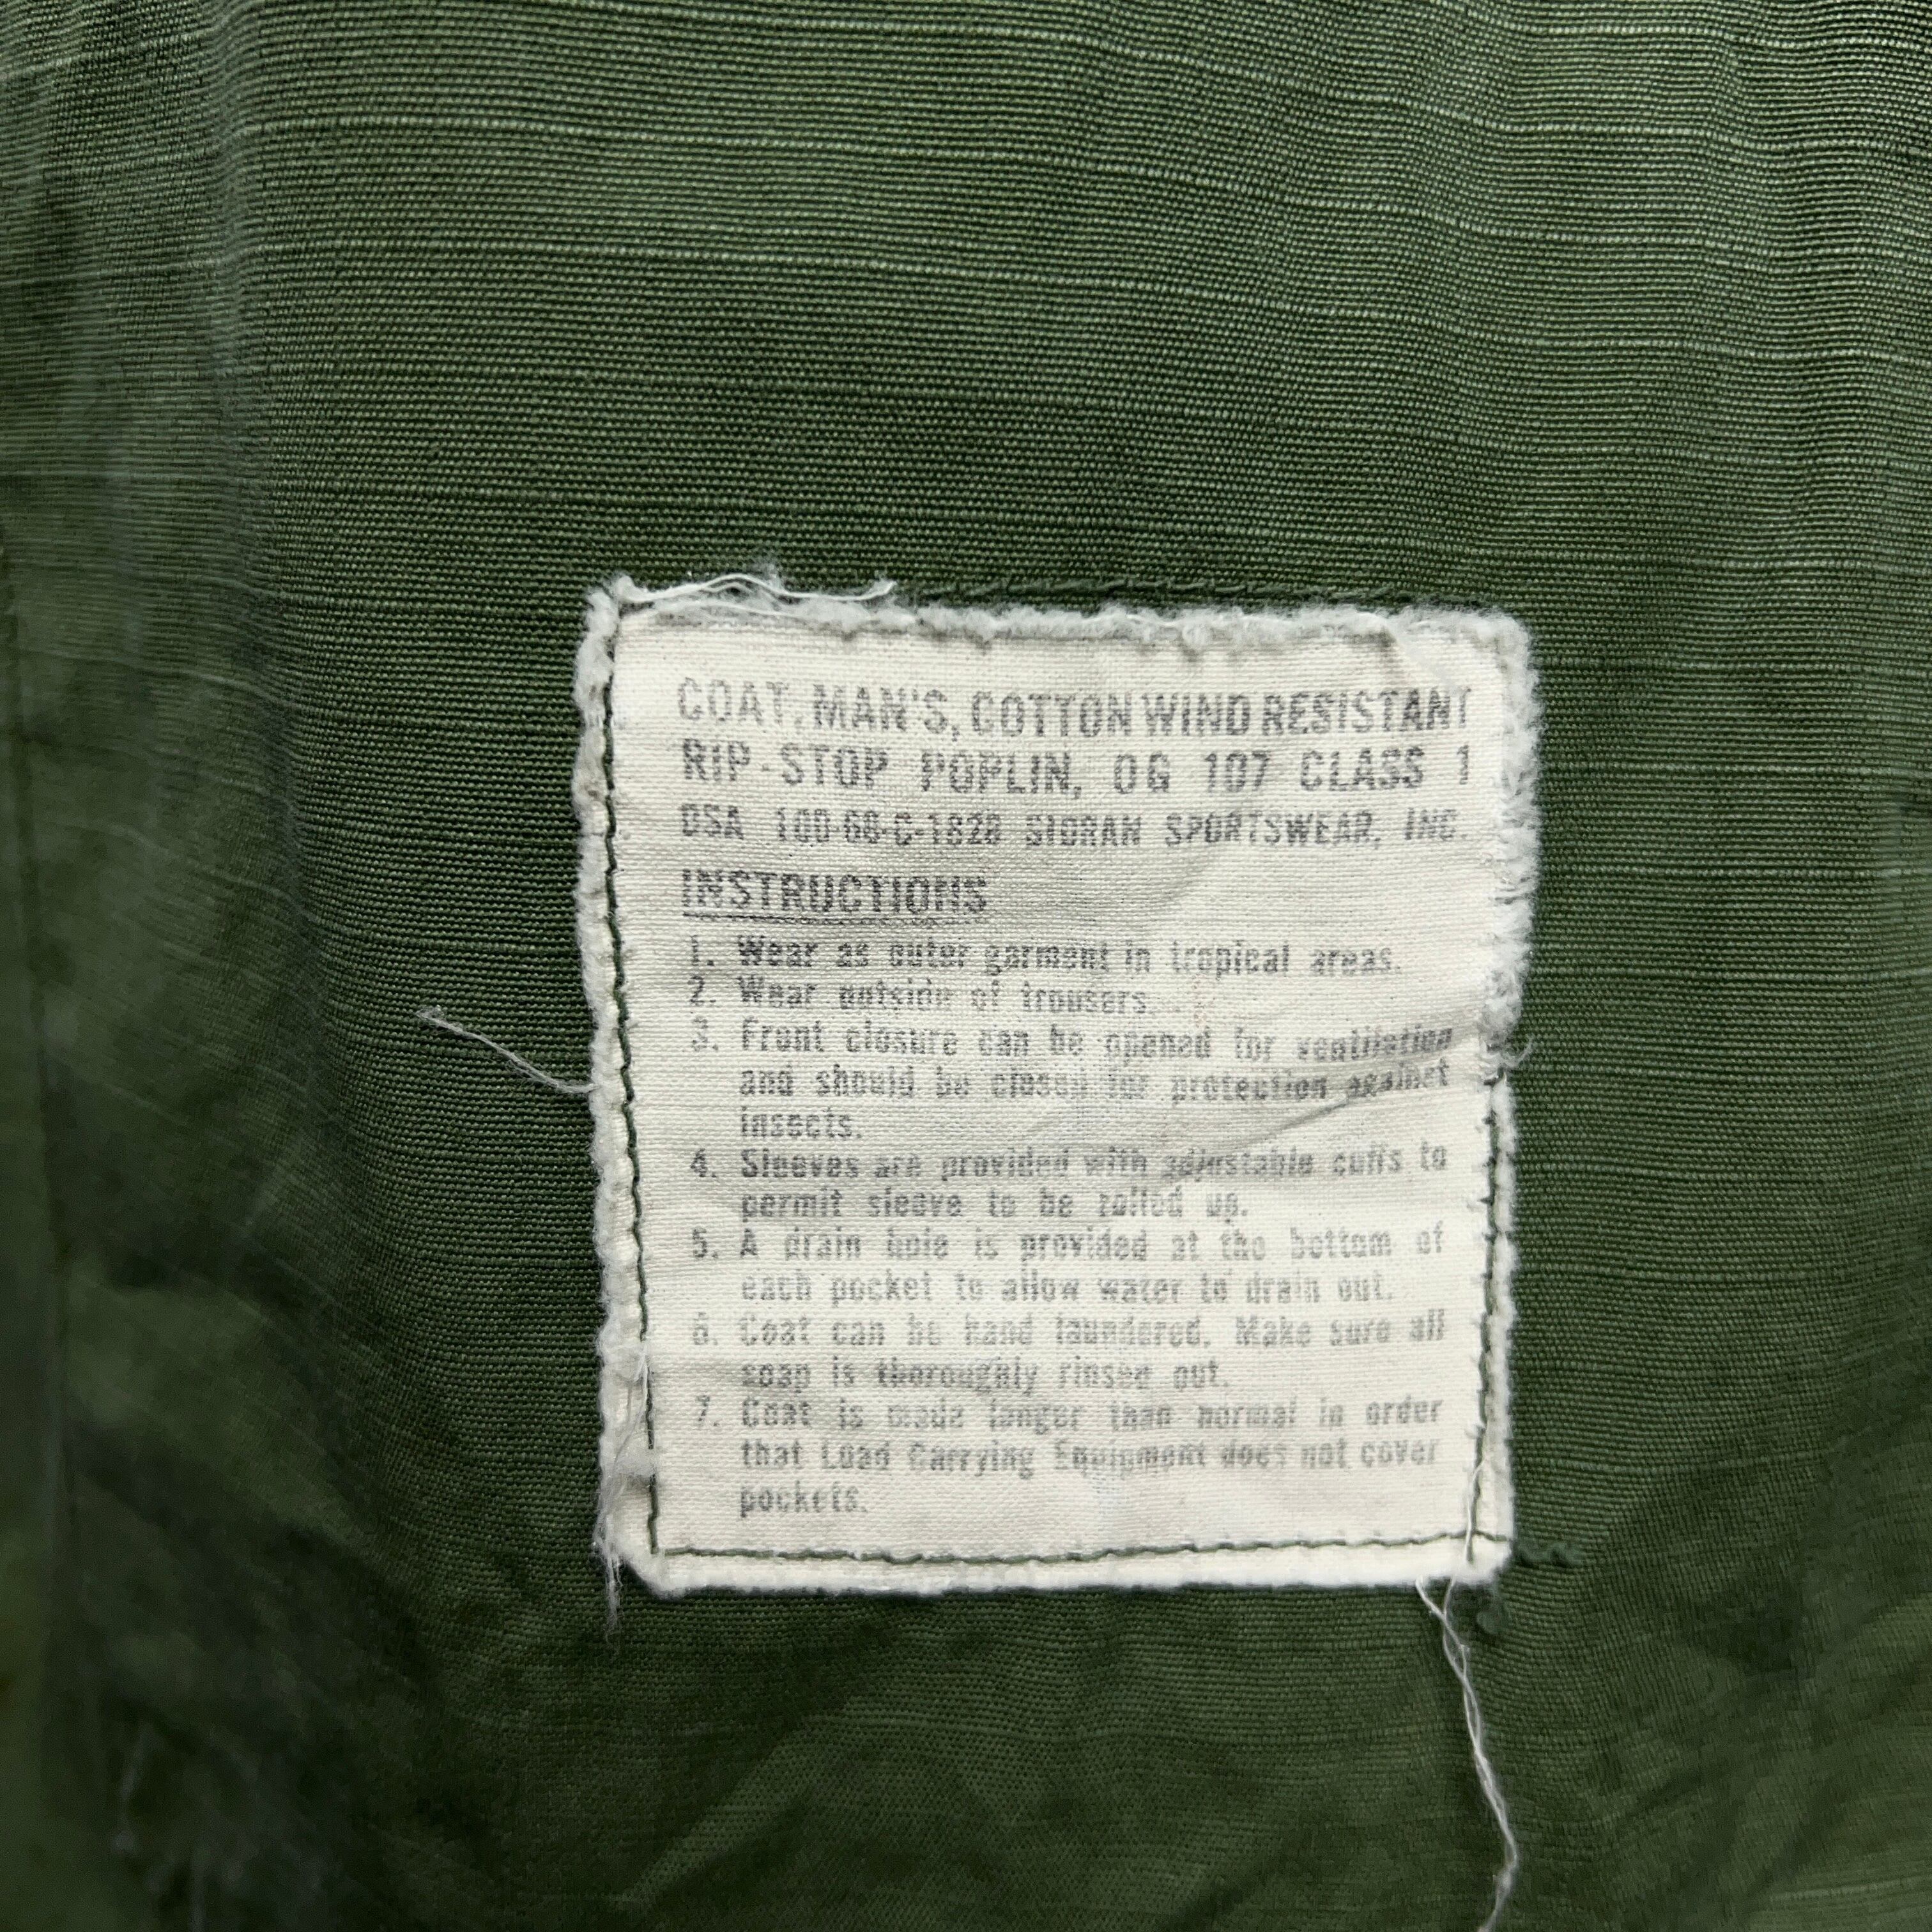 COAT, MAN'S, COTTON WIND RESISTANT
RIP-STOP POPLIN, OG 107 CLASS 1
DSA 100-68-C-1828 SIDRAN SPORTSWEAR, INC.
INSTRUCTIONS
1. Wear as outer garment in tropical areas.
2. Wear outside of trousers.
3. Front closure can be opened for ventilation
and should be closed for protection against
insects.
4. Sleeves are provided with adjustable cuffs to
permit sleeve to be rolled up.
5. A drain hole is provided at the bottom of
each pocket to allow water to drain out.
6. Coat can be hand laundered. Make sure all
soap is thoroughly rinsed out.
7. Coat is made longer than normal in order
that Load Carrying Equipment does not cover
pockets.